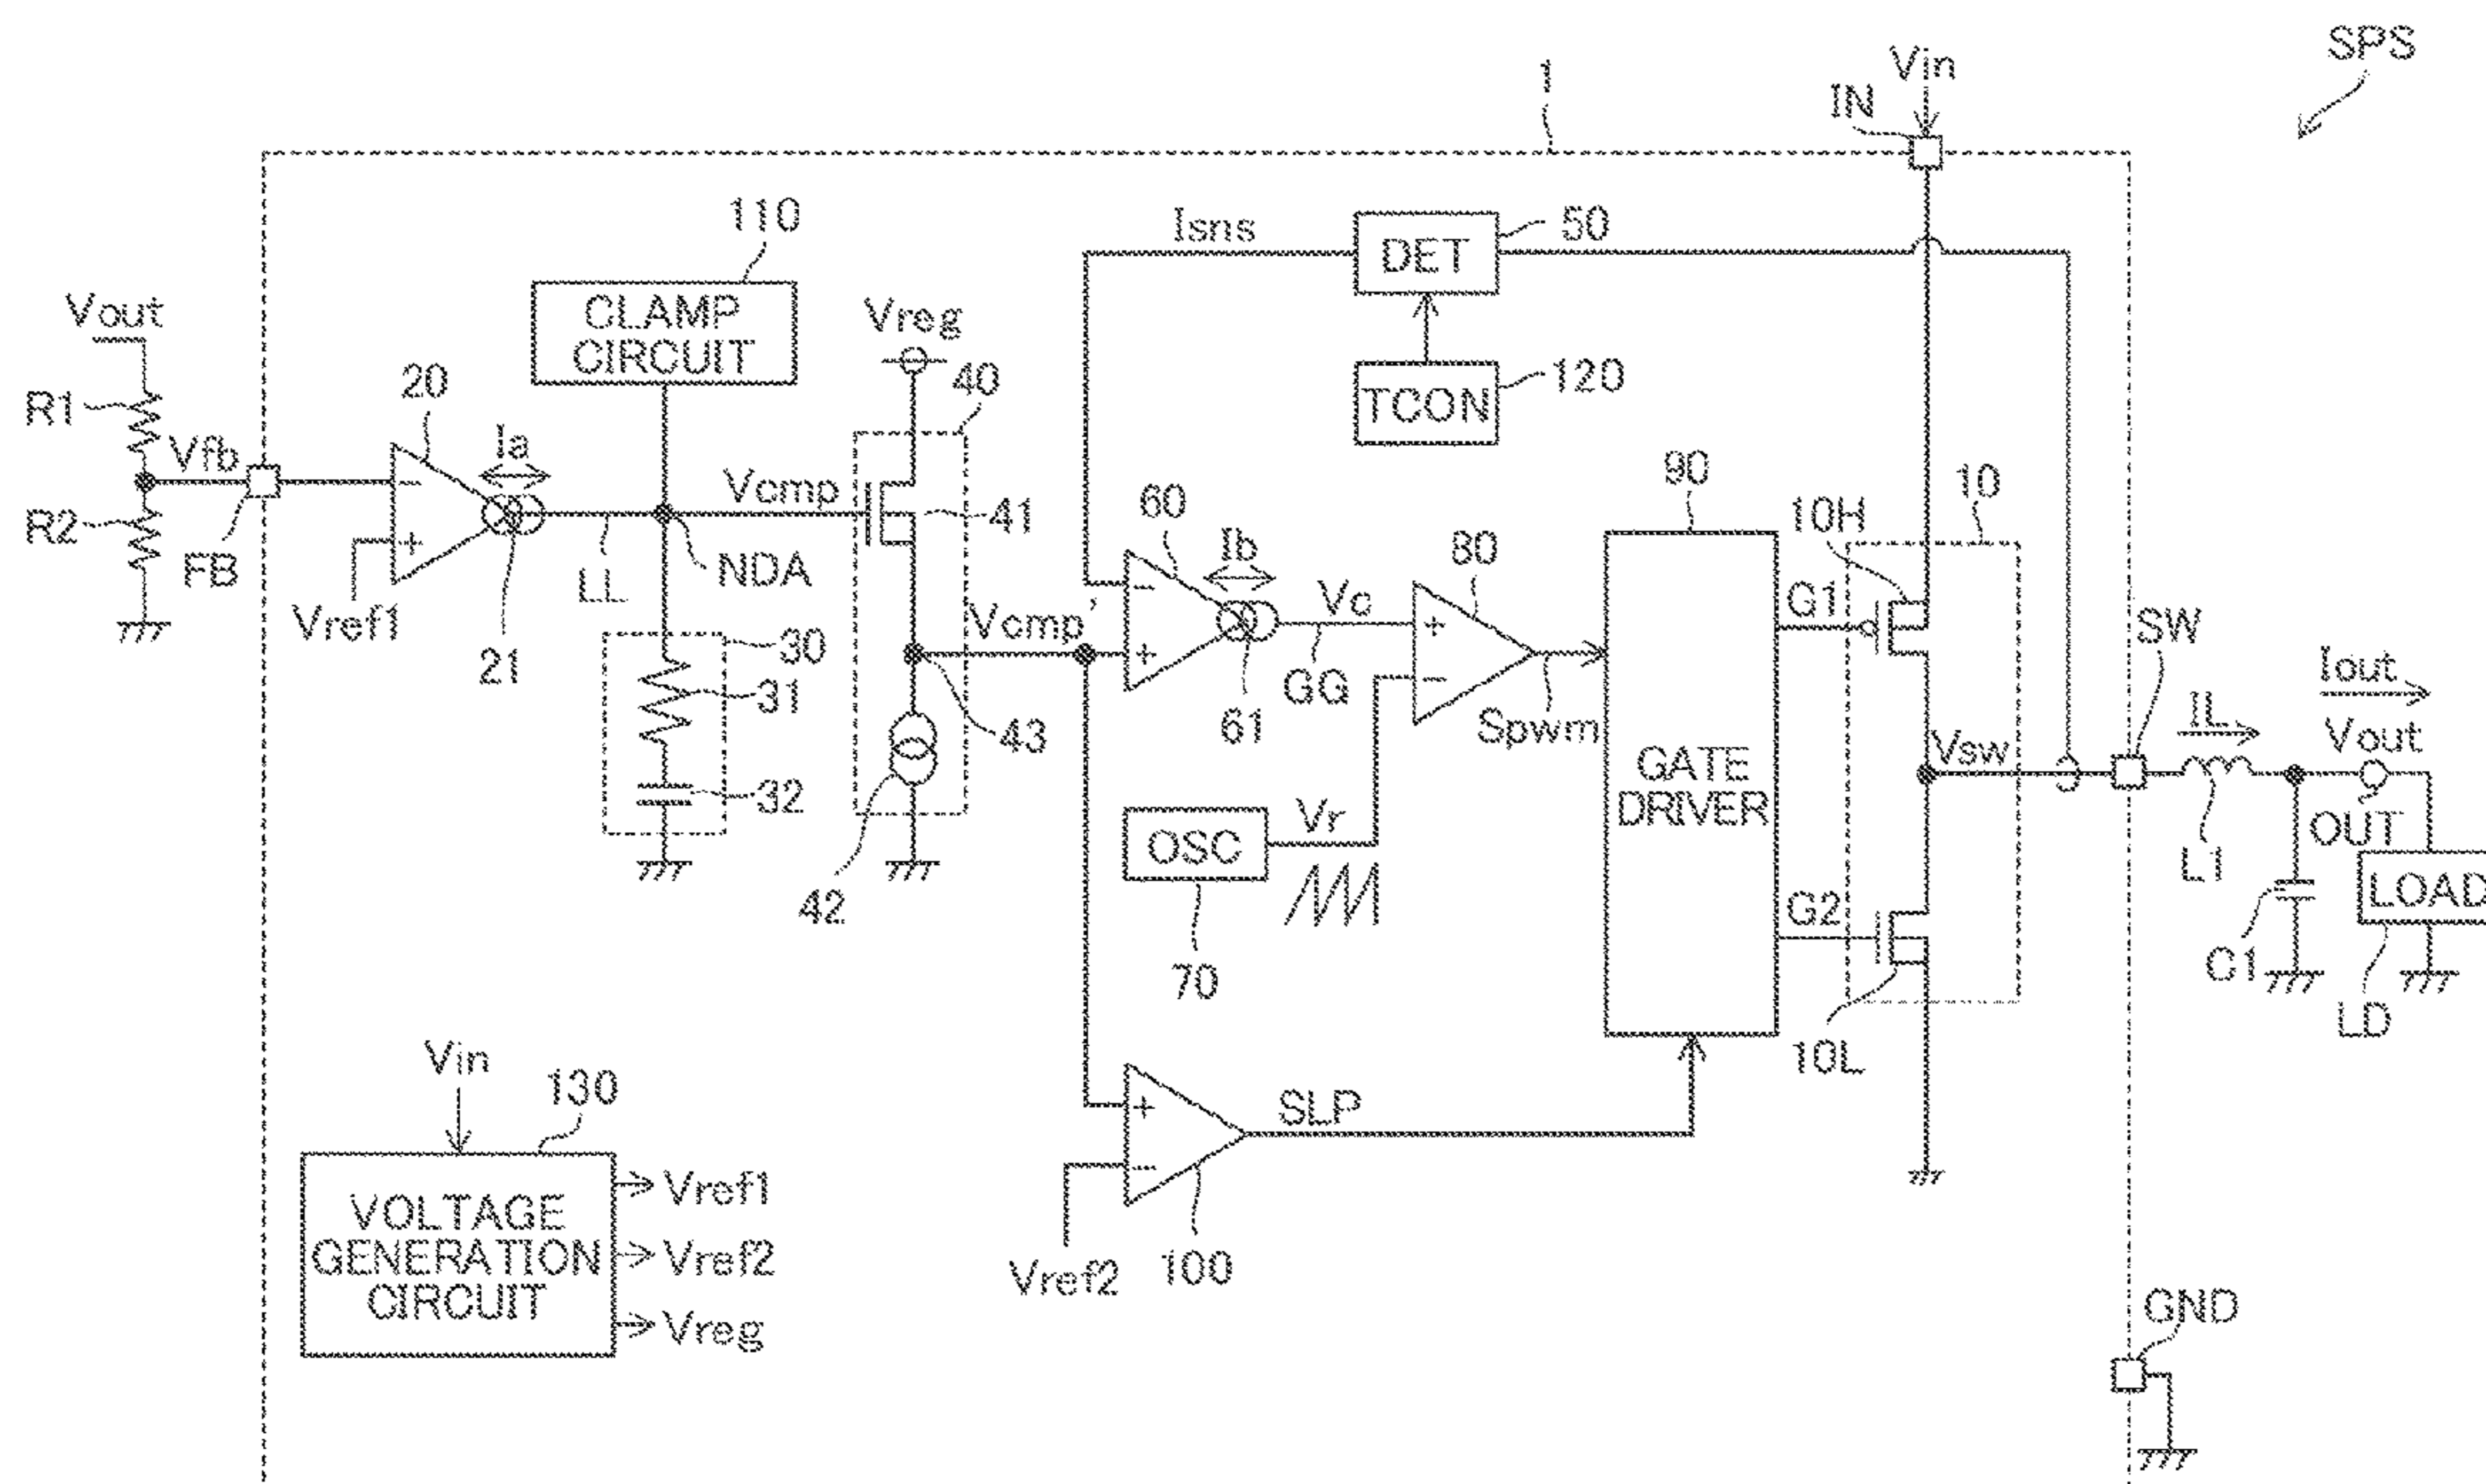 SPS
1
Vin
IN
110
Isns
50
DET
CLAMP
CIRCUIT
Vout
Vreg
TCON
120
R1
20
40
Vfb
Ia
Vcmp
41
90
10H
10
R2
FB
Vref1
21
LL
NDA
60
Ib
80
Vc
G1
SW
30
31
Vcmp'
43
61
GG
Spwm
GATE
DRIVER
Vsw
IL
Iout
Vout
32
42
OSC
70
Vr
G2
OUT
L1
LOAD
C1
LD
10L
Vin
130
SLP
VOLTAGE
GENERATION
CIRCUIT
Vref1
Vref2
Vreg
Vref2
100
GND